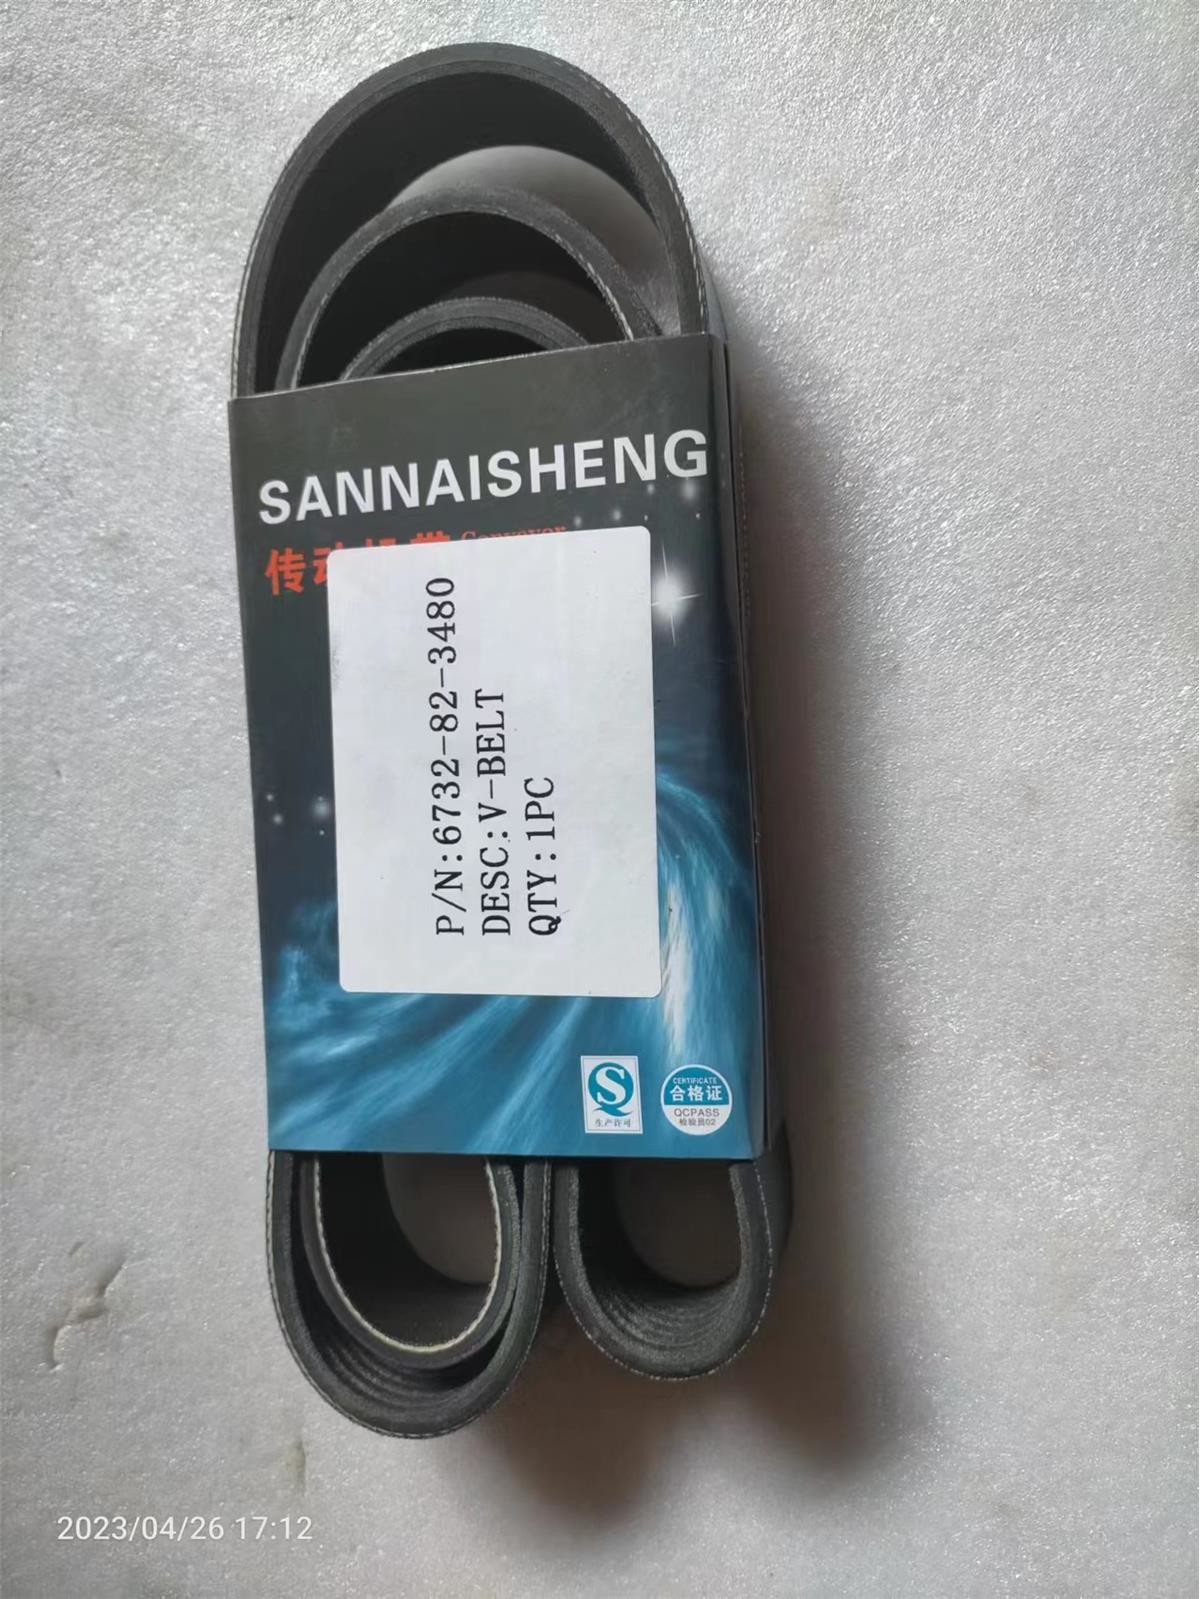 SANNAISHENG
传动
P/N:6732-82-3480
DESC:V-BELT
QTY:1PC
S
生产许可
CERTIFICATE
合格证
QCPASS
检验员02
2023/04/26 17:12